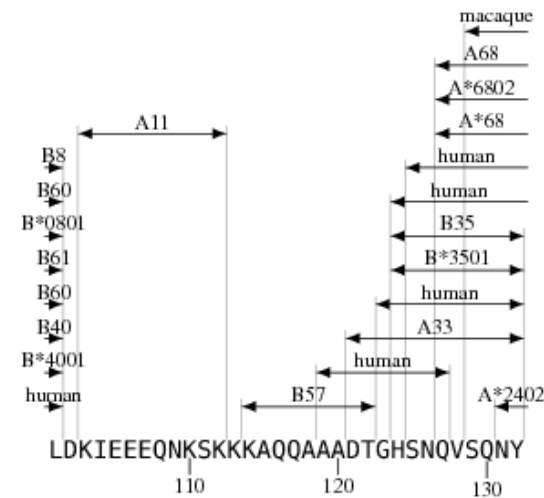 macaque
A68
A*6802
A11
A*68
B8
human
B60
human
B*0801
B35
B61
B*3501
B60
human
B40
A33
B*4001
human
human
B57
A*2402
LDKIEEEQNKSKKKAQQAAADTGHSNQVSQNY
110
120
130